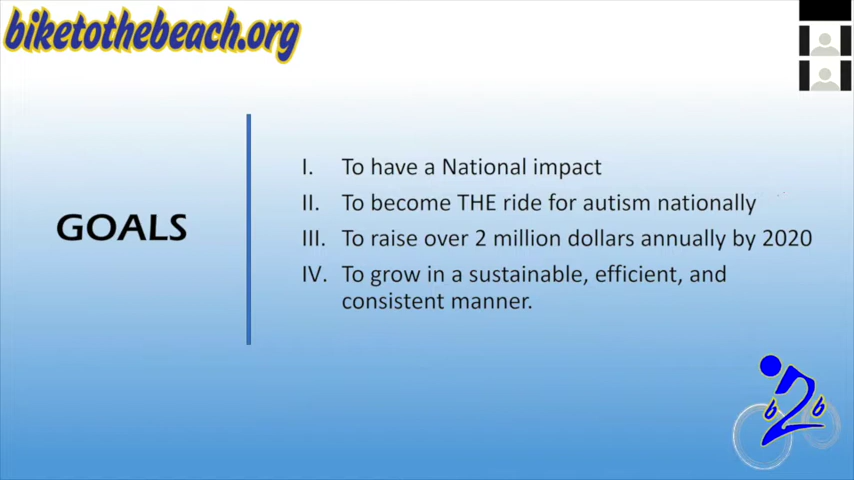 biketothebeach.org
GOALS
I. To have a National impact
II. To become THE ride for autism nationally
III. To raise over 2 million dollars annually by 2020
IV. To grow in a sustainable, efficient, and
consistent manner.
b2b